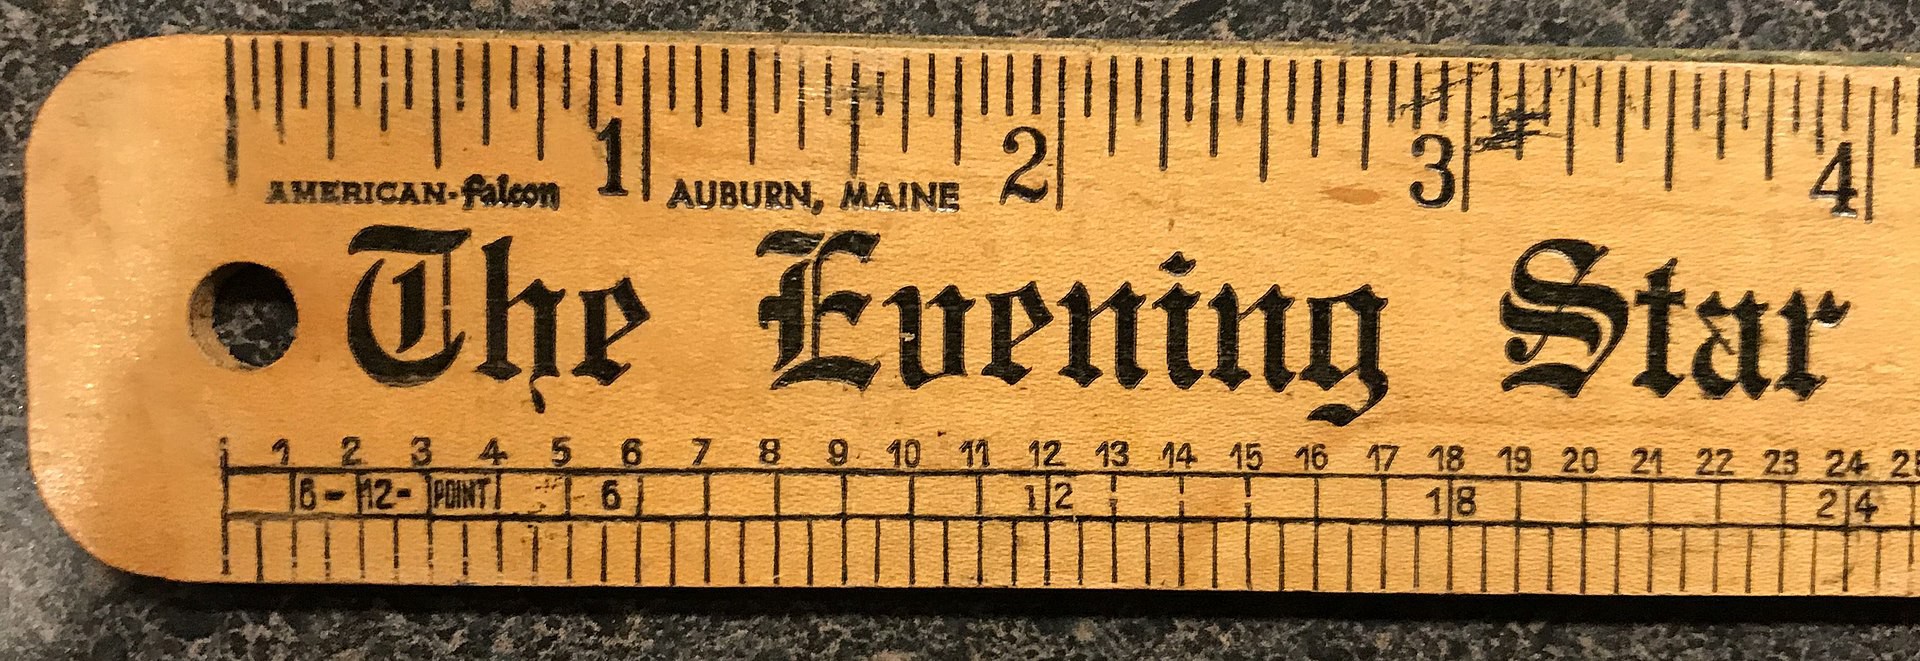 1 2 3 4
AMERICAN-falcon AUBURN, MAINE
The Evening Star
1 2 3 4 5 6 7 8 9 10 11 12 13 14 15 16 17 18 19 20 21 22 23 24
6-12-POINT 6 12 18 24